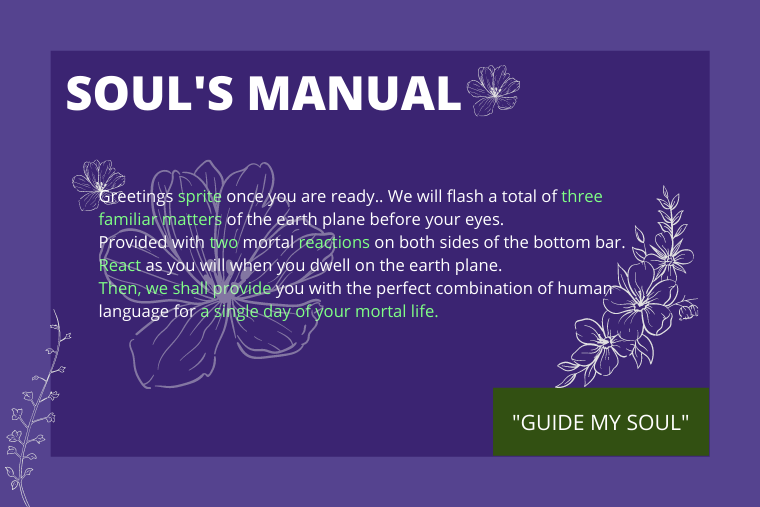 SOUL'S MANUAL
Greetings sprite once you are ready.. We will flash a total of three
familiar matters of the earth plane before your eyes.
Provided with two mortal reactions on both sides of the bottom bar.
React as you will when you dwell on the earth plane.
Then, we shall provide you with the perfect combination of human
language for a single day of your mortal life.
"GUIDE MY SOUL"